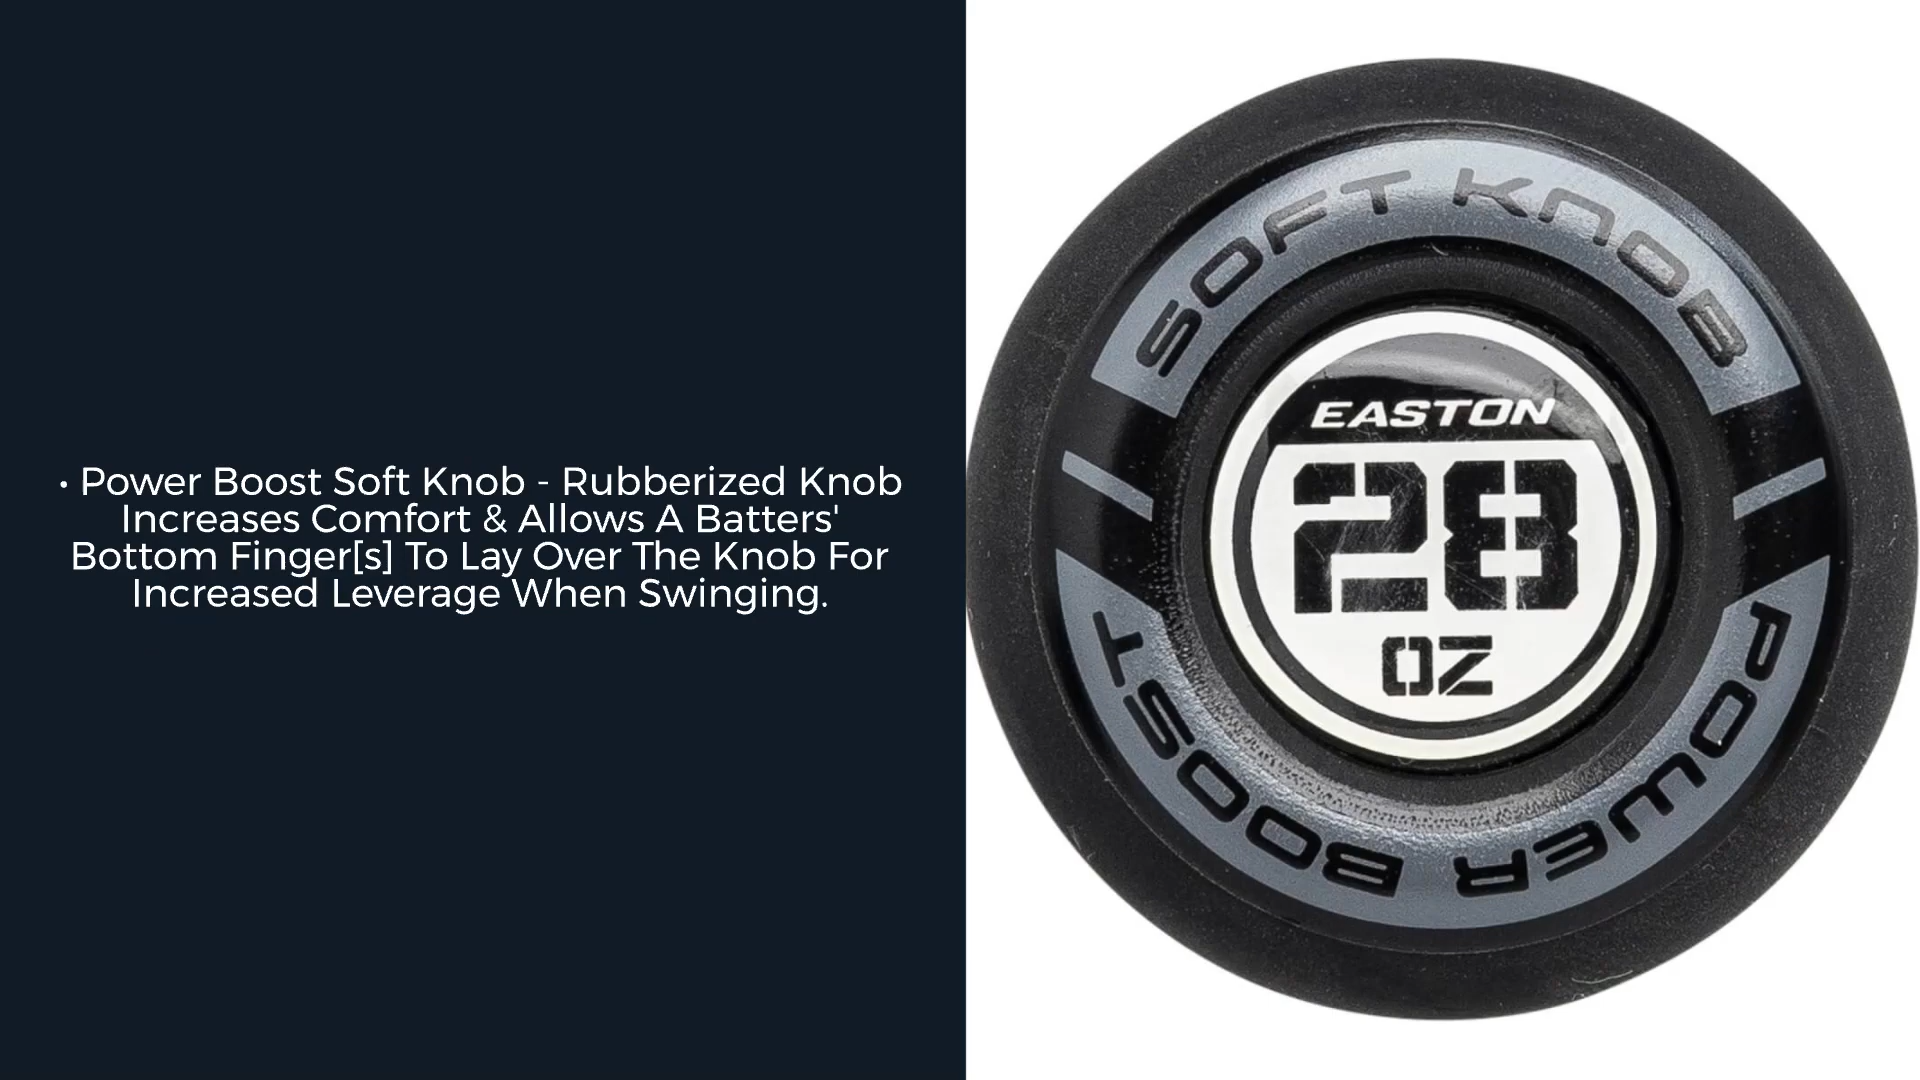 • Power Boost Soft Knob - Rubberized Knob
Increases Comfort & Allows A Batters'
Bottom Finger[s] To Lay Over The Knob For
Increased Leverage When Swinging.
SOFT KNOB
EASTON
28
OZ
POWER BOOST